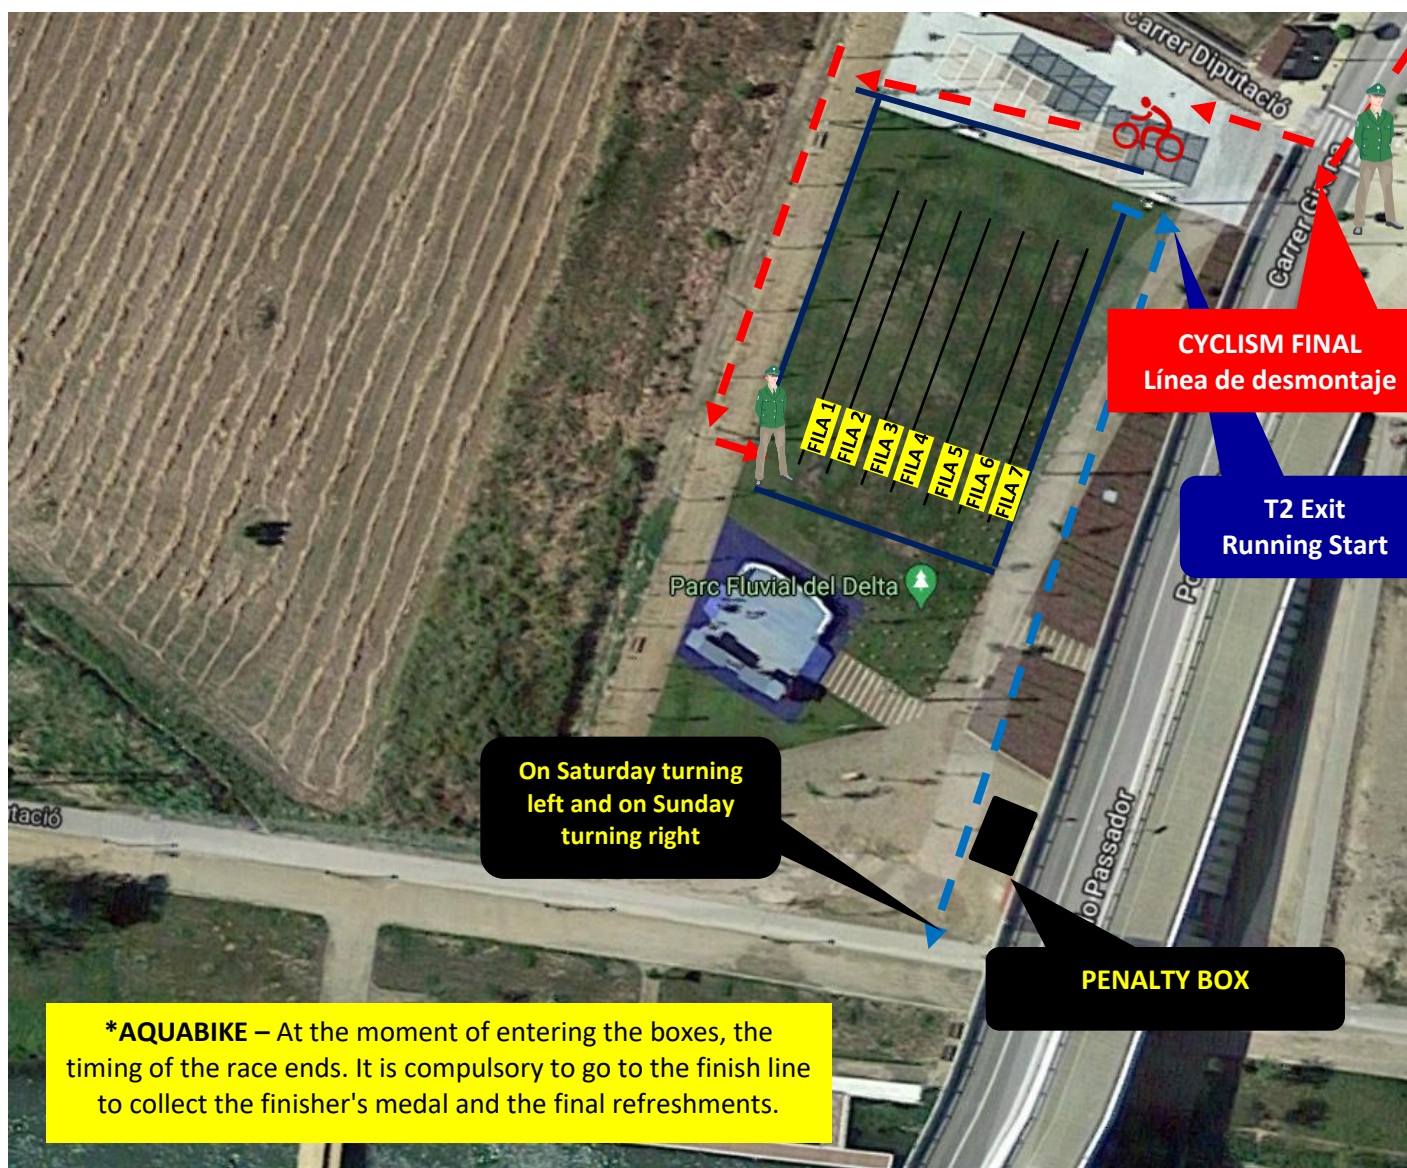 Carrer Diputació
Carrer Girona
CYCLISM FINAL
Línea de desmontaje
FILA 1
FILA 2
FILA 3
FILA 4
FILA 5
FILA 6
FILA 7
T2 Exit
Running Start
Parc Fluvial del Delta
On Saturday turning
left and on Sunday
turning right
Passador
PENALTY BOX
*AQUABIKE – At the moment of entering the boxes, the
timing of the race ends. It is compulsory to go to the finish line
to collect the finisher's medal and the final refreshments.